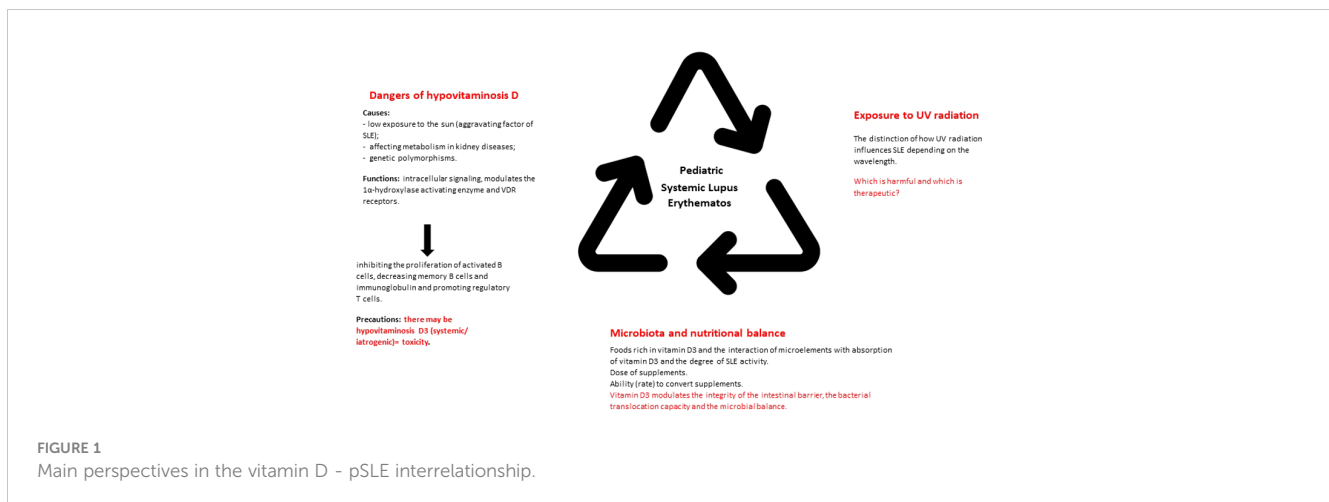 Dangers of hypovitaminosis D
Causes:
- low exposure to the sun (aggravating factor of
SLE);
- affecting metabolism in kidney diseases;
- genetic polymorphisms.
Functions: intracellular signaling, modulates the
1α-hydroxylase activating enzyme and VDR
receptors.
inhibiting the proliferation of activated B
cells, decreasing memory B cells and
immunoglobulin and promoting regulatory
T cells.
Precautions: there may be
hypovitaminosis D3 (systemic/
iatrogenic)= toxicity.
Pediatric
Systemic Lupus
Erythematos
Exposure to UV radiation
The distinction of how UV radiation
influences SLE depending on the
wavelength.
Which is harmful and which is
therapeutic?
Microbiota and nutritional balance
Foods rich in vitamin D3 and the interaction of microelements with absorption
of vitamin D3 and the degree of SLE activity.
Dose of supplements.
Ability (rate) to convert supplements.
Vitamin D3 modulates the integrity of the intestinal barrier, the bacterial
translocation capacity and the microbial balance.
FIGURE 1
Main perspectives in the vitamin D - pSLE interrelationship.